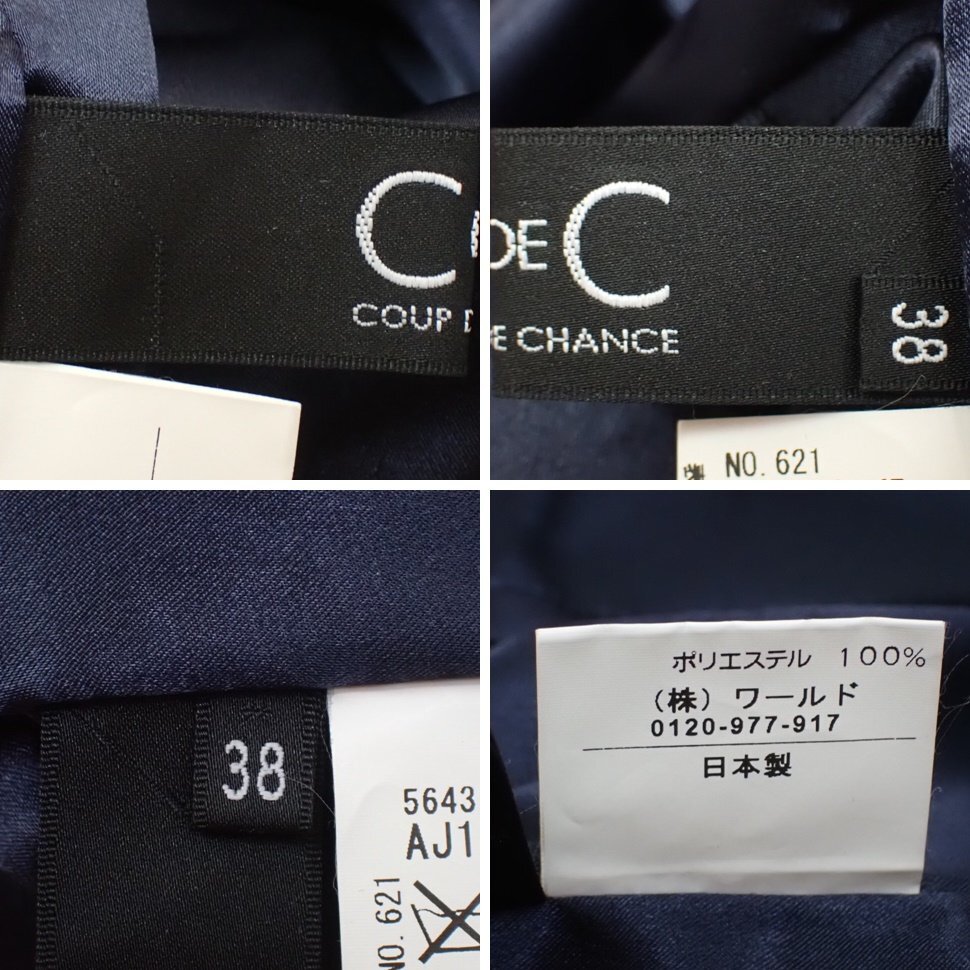 C
COUP D
DE C
E CHANCE
38
NO. 621
38
5643
AJ1
NO. 621
ポリエステル 100%
(株) ワールド
0120-977-917
日本製